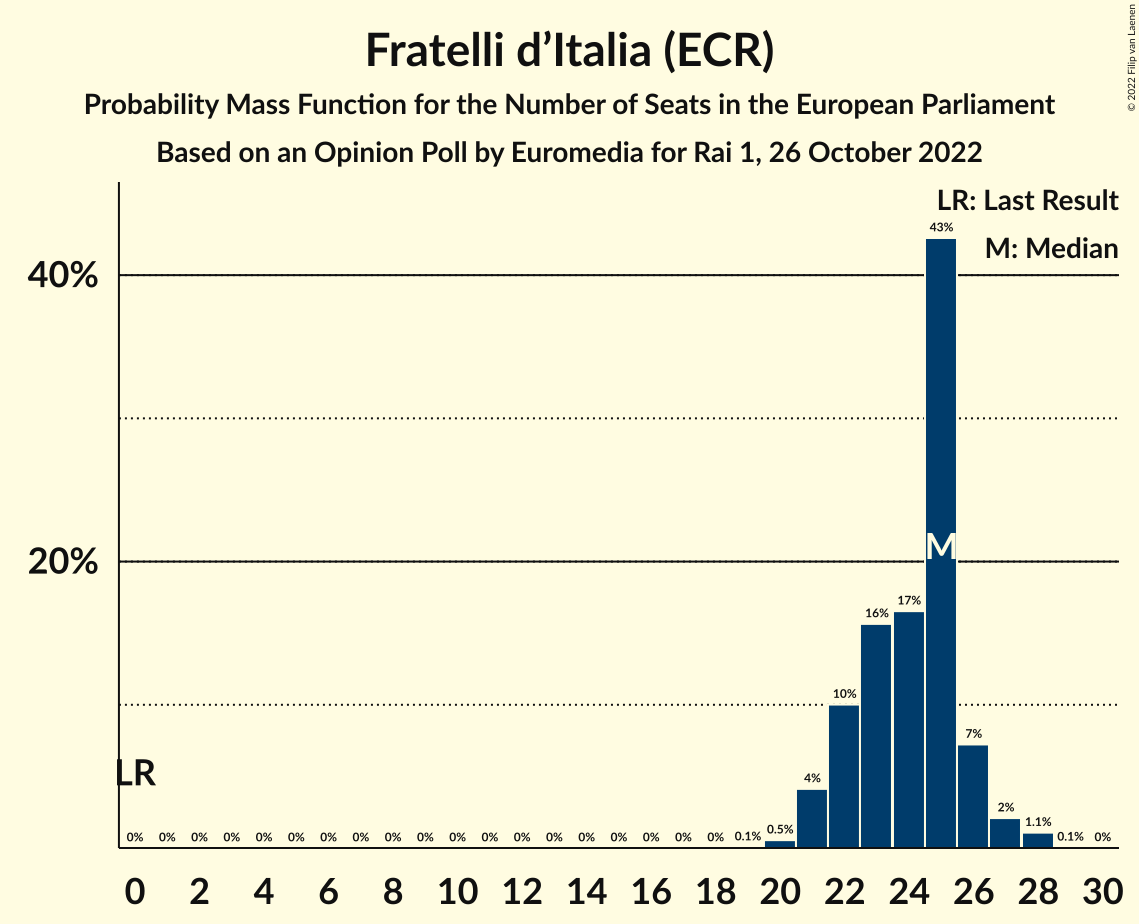 Fratelli d’Italia (ECR)
Probability Mass Function for the Number of Seats in the European Parliament
Based on an Opinion Poll by Euromedia for Rai 1, 26 October 2022
© 2022 Filip van Laenen
LR: Last Result
M: Median
40%
20%
43%
M
17%
16%
10%
7%
4%
2%
1.1%
LR
0% 0% 0% 0% 0% 0% 0% 0% 0% 0% 0% 0% 0% 0% 0% 0% 0% 0% 0% 0.1% 0.5% 0.1% 0%
0 2 4 6 8 10 12 14 16 18 20 22 24 26 28 30